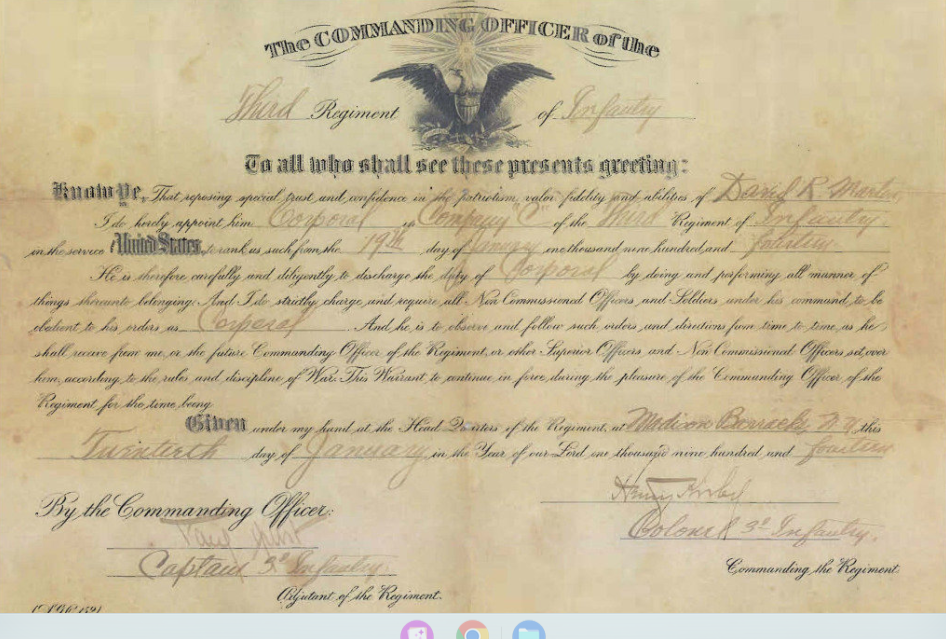 The COMMANDING OFFICER of the
Third Regiment of Infantry
To all who shall see these presents greeting:
Know Ye, That reposing special trust and confidence in the patriotism, valor, fidelity and abilities of David R. Martin
I do hereby appoint him Corporal in Company "C" of the Third Regiment of Infantry
in the service United States, to rank as such from the 19th day of January one thousand nine hundred and fourteen
He is therefore carefully and diligently to discharge the duty of Corporal by doing and performing all manner of
things thereunto belonging. And I do strictly charge and require all Non Commissioned Officers and Soldiers under his command to be
obedient to his orders as Corporal And he is to observe and follow such orders and directions from time to time, as he
shall receive from me, or the future Commanding Officer of the Regiment, or other Superior Officers and Non Commissioned Officers set over
him, according to the rules and discipline of War. This Warrant to continue in force during the pleasure of the Commanding Officer of the
Regiment for the time being
Given under my hand at the Head Quarters of the Regiment, at Madison Barracks, N.Y. this
Twintieth day of January, in the Year of our Lord one thousand nine hundred and fourteen
Henry
By the Commanding Officer:
Colonel 3d Infantry.
Captain 3d Infantry,
Commanding the Regiment.
Adjutant of the Regiment.